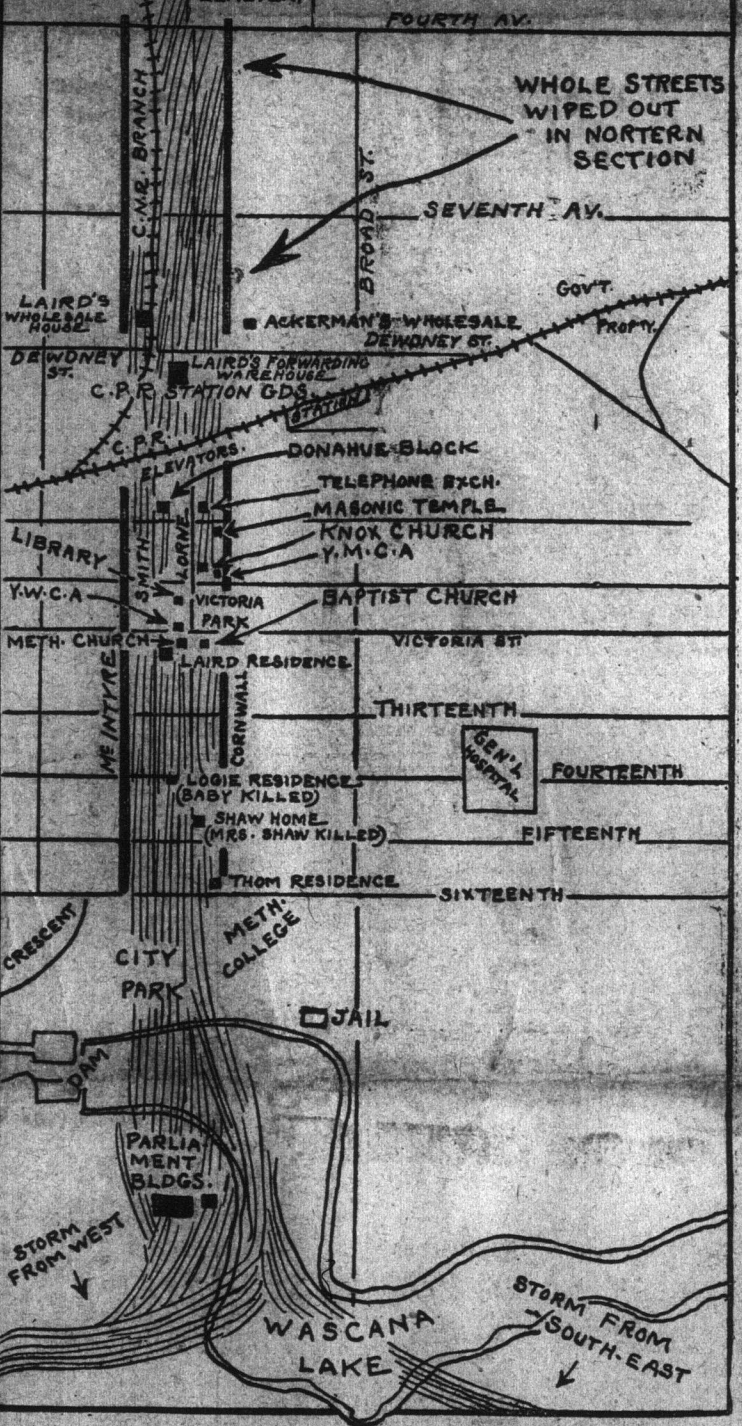 FOURTH AV.
WHOLE STREETS
WIPED OUT
IN NORTERN
SECTION
C.N.R. BRANCH
BROAD ST.
SEVENTH AV.
GOV'T.
PROP'TY.
LAIRD'S
WHOLESALE
HOUSE
ACKERMAN'S-WHOLESALE
DEWDNEY ST.
DEWDNEY
ST.
LAIRD'S FORWARDING
WAREHOUSE
C.P.R STATION GDS.
STATION
C.P.R.
ELEVATORS.
DONAHUE-BLOCK
TELEPHONE EXCH.
MASONIC TEMPLE
KNOX CHURCH
Y.M.C.A
LIBRARY
SMITH
LORNE
Y.W.C.A
VICTORIA
PARK
BAPTIST CHURCH
METH. CHURCH
VICTORIA ST.
LAIRD RESIDENCE
McINTYRE
CORNWALL
THIRTEENTH
GEN'L
HOSPITAL
LOGIE RESIDENCE
(BABY KILLED)
FOURTEENTH
SHAW HOME
(MRS. SHAW KILLED)
FIFTEENTH
THOM RESIDENCE
SIXTEENTH
CRESCENT
METH.
COLLEGE
CITY
PARK
JAIL
DAM
PARLIA
MENT
BLDGS.
STORM
FROM WEST
STORM FROM
SOUTH-EAST
WASCANA
LAKE